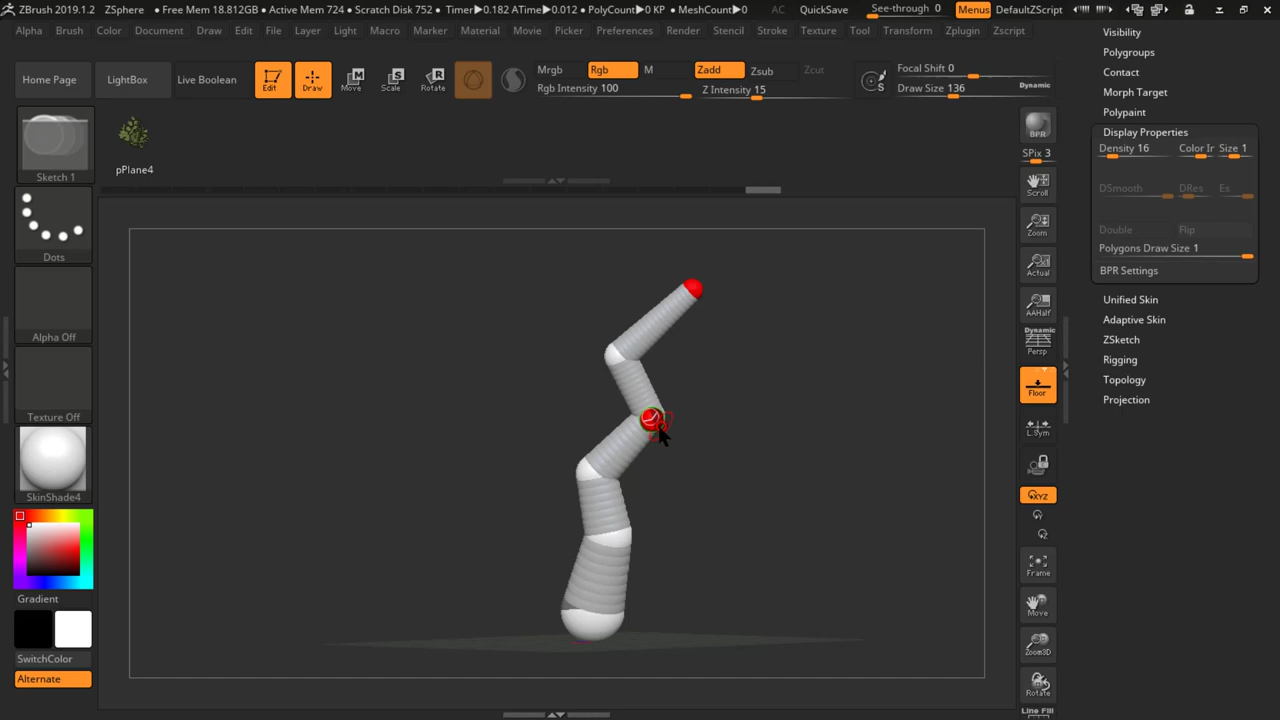 ZBrush 2019.1.2 ZSphere • Free Mem 18.812GB • Active Mem 724 • Scratch Disk 752 • Timer▶0.182 ATime▶0.012 • PolyCount▶0 KP • MeshCount▶0 AC QuickSave See-through 0 Menus DefaultZScript
Alpha Brush Color Document Draw Edit File Layer Light Macro Marker Material Movie Picker Preferences Render Stencil Stroke Texture Tool Transform Zplugin Zscript
Home Page LightBox Live Boolean Edit Draw Move Scale Rotate
M
S
R
Mrgb Rgb M Zadd Zsub Zcut
Rgb Intensity 100 Z Intensity 15
S
Focal Shift 0
Draw Size 136 Dynamic
Sketch 1
pPlane4
Dots
Alpha Off
Texture Off
SkinShade4
Gradient
SwitchColor
Alternate
BPR
SPix 3
Scroll
Zoom
Actual
AAHalf
Dynamic
Persp
Floor
L.Sym
XYZ
Y
Z
Frame
Move
Zoom3D
Rotate
Line Fill
Visibility
Polygroups
Contact
Morph Target
Polypaint
Display Properties
Density 16 Color Ir Size 1
DSmooth DRes Es
Double Flip
Polygons Draw Size 1
BPR Settings
Unified Skin
Adaptive Skin
ZSketch
Rigging
Topology
Projection